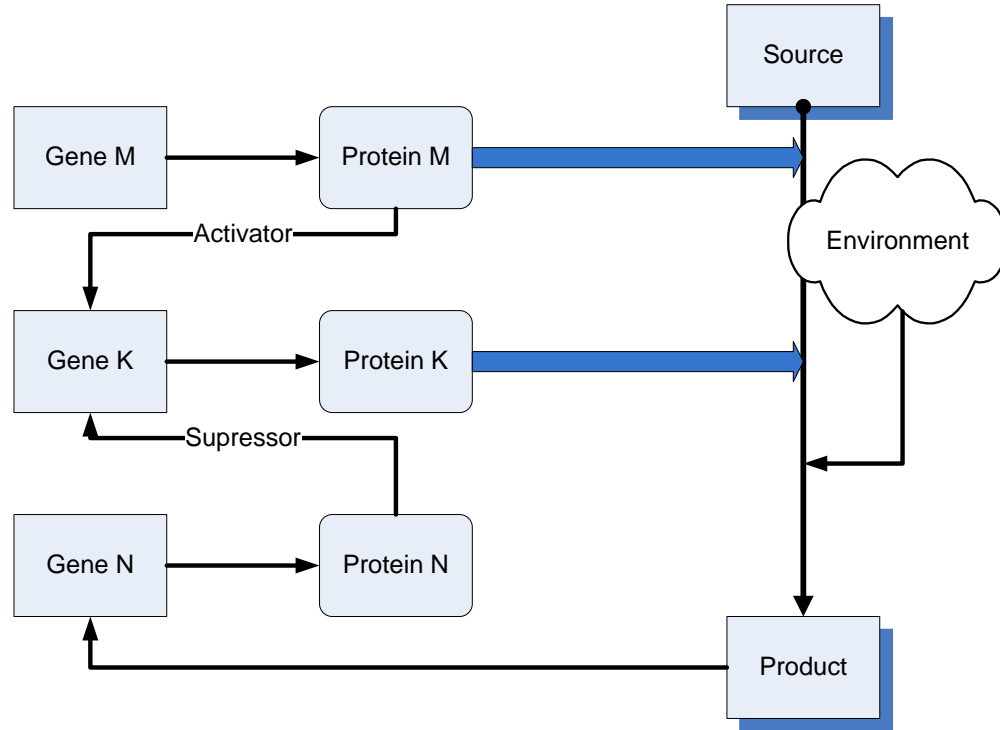 Source
Gene M
Protein M
Activator
Environment
Gene K
Protein K
Supressor
Gene N
Protein N
Product